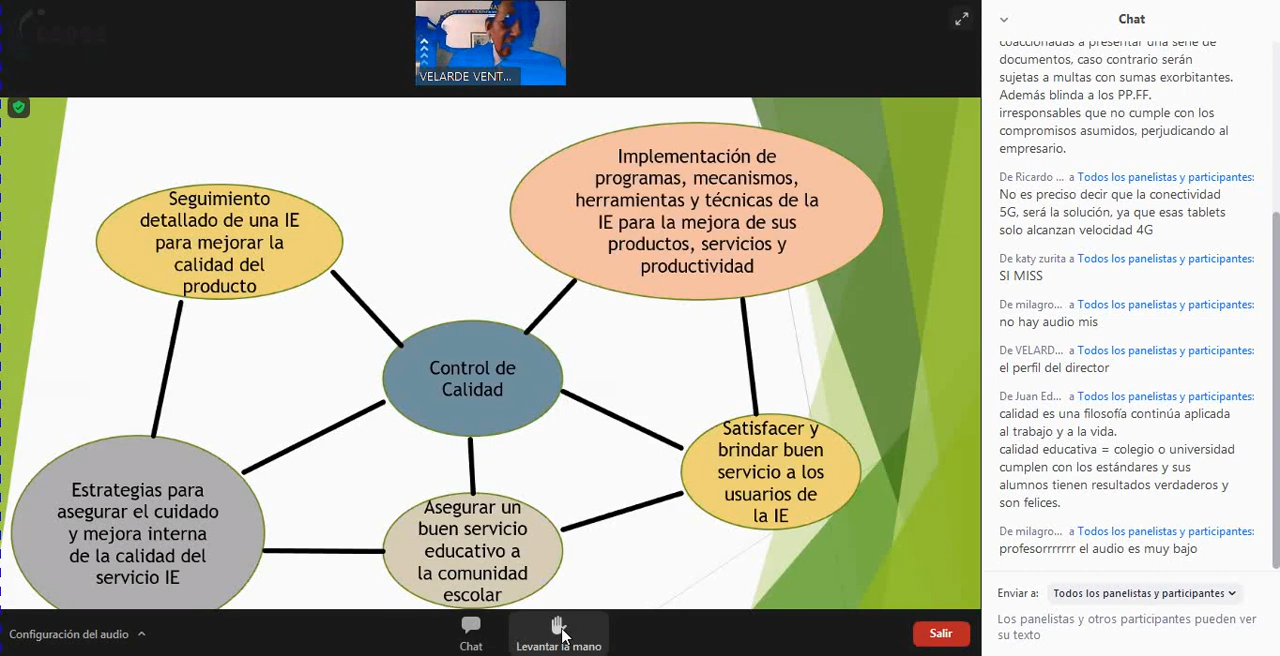 VELARDE VENT...
Seguimiento
detallado de una IE
para mejorar la
calidad del
producto
Implementación de
programas, mecanismos,
herramientas y técnicas de la
IE para la mejora de sus
productos, servicios y
productividad
Control de
Calidad
Satisfacer y
brindar buen
servicio a los
usuarios de
la IE
Estrategias para
asegurar el cuidado
y mejora interna
de la calidad del
servicio IE
Asegurar un
buen servicio
educativo a
la comunidad
escolar
Configuración del audio
Chat
Levantar la mano
Salir
Chat
coaccionadas a presentar una serie de
documentos, caso contrario serán
sujetas a multas con sumas exorbitantes.
Además blinda a los PP.FF.
irresponsables que no cumple con los
compromisos asumidos, perjudicando al
empresario.
De Ricardo ... a Todos los panelistas y participantes:
No es preciso decir que la conectividad
5G, será la solución, ya que esas tablets
solo alcanzan velocidad 4G
De katy zurita a Todos los panelistas y participantes:
SI MISS
De milagro... a Todos los panelistas y participantes:
no hay audio mis
De VELARD... a Todos los panelistas y participantes:
el perfil del director
De Juan Ed... a Todos los panelistas y participantes:
calidad es una filosofía continúa aplicada
al trabajo y a la vida.
calidad educativa = colegio o universidad
cumplen con los estándares y sus
alumnos tienen resultados verdaderos y
son felices.
De milagro... a Todos los panelistas y participantes:
profesorrrrrrr el audio es muy bajo
Enviar a: Todos los panelistas y participantes
Los panelistas y otros participantes pueden ver
su texto